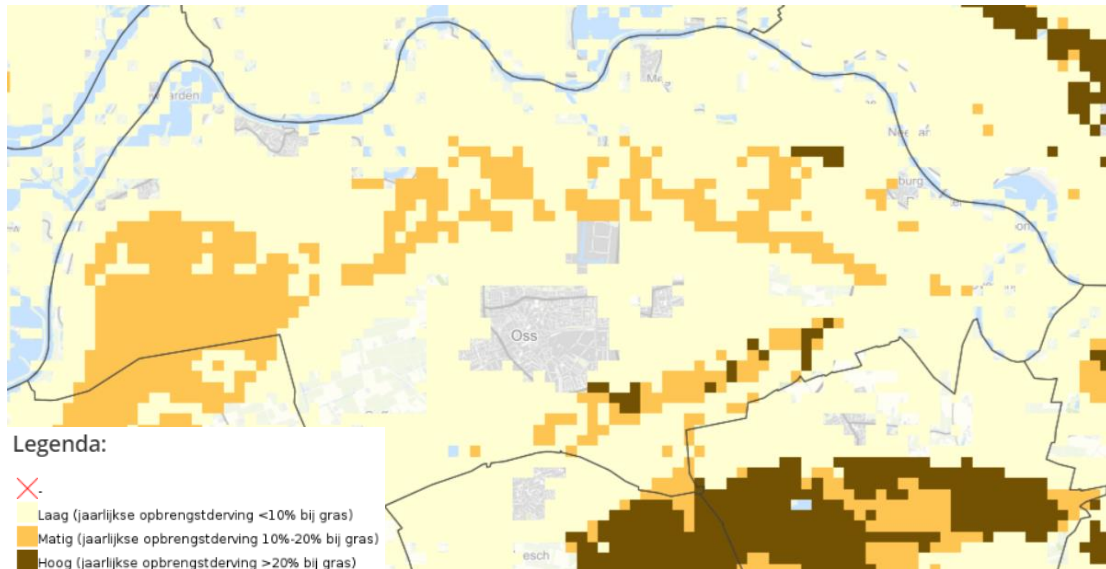 Oss
Legenda:
-
Laag (jaarlijkse opbrengstderving <10% bij gras)
Matig (jaarlijkse opbrengstderving 10%-20% bij gras)
Hoog (jaarlijkse opbrengstderving >20% bij gras)